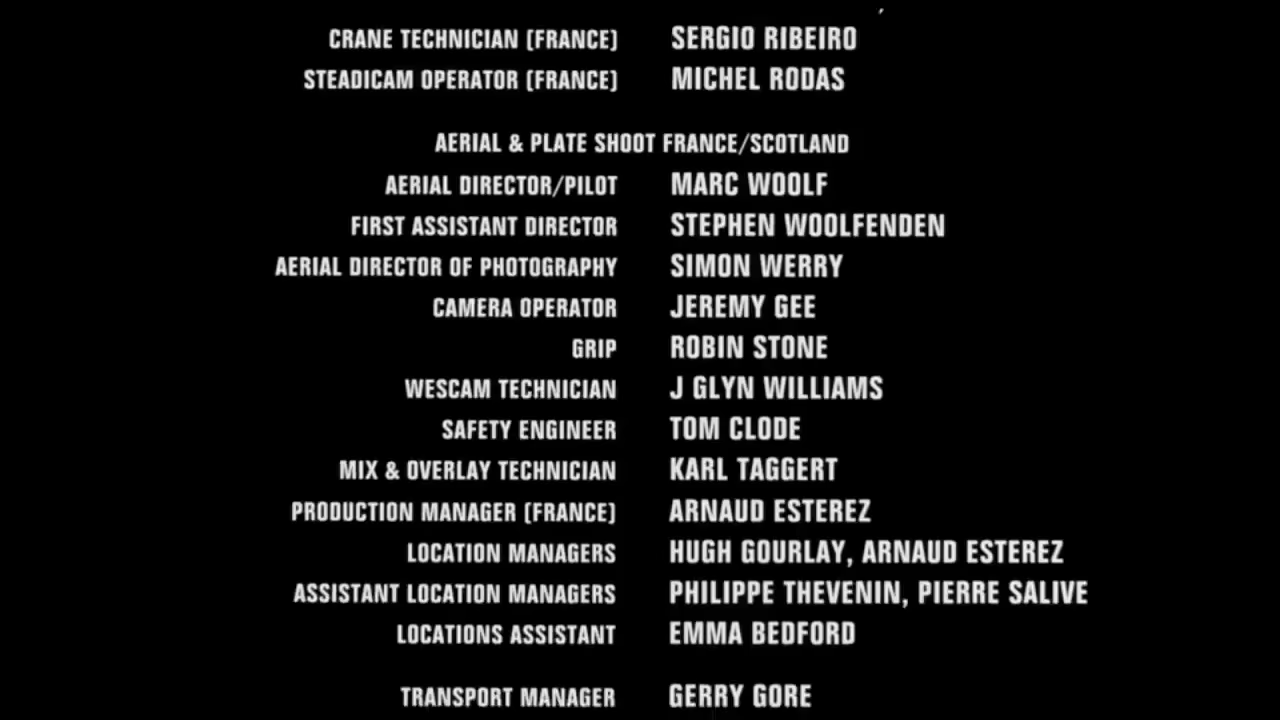 CRANE TECHNICIAN (FRANCE) SERGIO RIBEIRO
STEADICAM OPERATOR (FRANCE) MICHEL RODAS
AERIAL & PLATE SHOOT FRANCE/SCOTLAND
AERIAL DIRECTOR/PILOT MARC WOOLF
FIRST ASSISTANT DIRECTOR STEPHEN WOOLFENDEN
AERIAL DIRECTOR OF PHOTOGRAPHY SIMON WERRY
CAMERA OPERATOR JEREMY GEE
GRIP ROBIN STONE
WESCAM TECHNICIAN J GLYN WILLIAMS
SAFETY ENGINEER TOM CLODE
MIX & OVERLAY TECHNICIAN KARL TAGGERT
PRODUCTION MANAGER (FRANCE) ARNAUD ESTEREZ
LOCATION MANAGERS HUGH GOURLAY, ARNAUD ESTEREZ
ASSISTANT LOCATION MANAGERS PHILIPPE THEVENIN, PIERRE SALIVE
LOCATIONS ASSISTANT EMMA BEDFORD
TRANSPORT MANAGER GERRY GORE